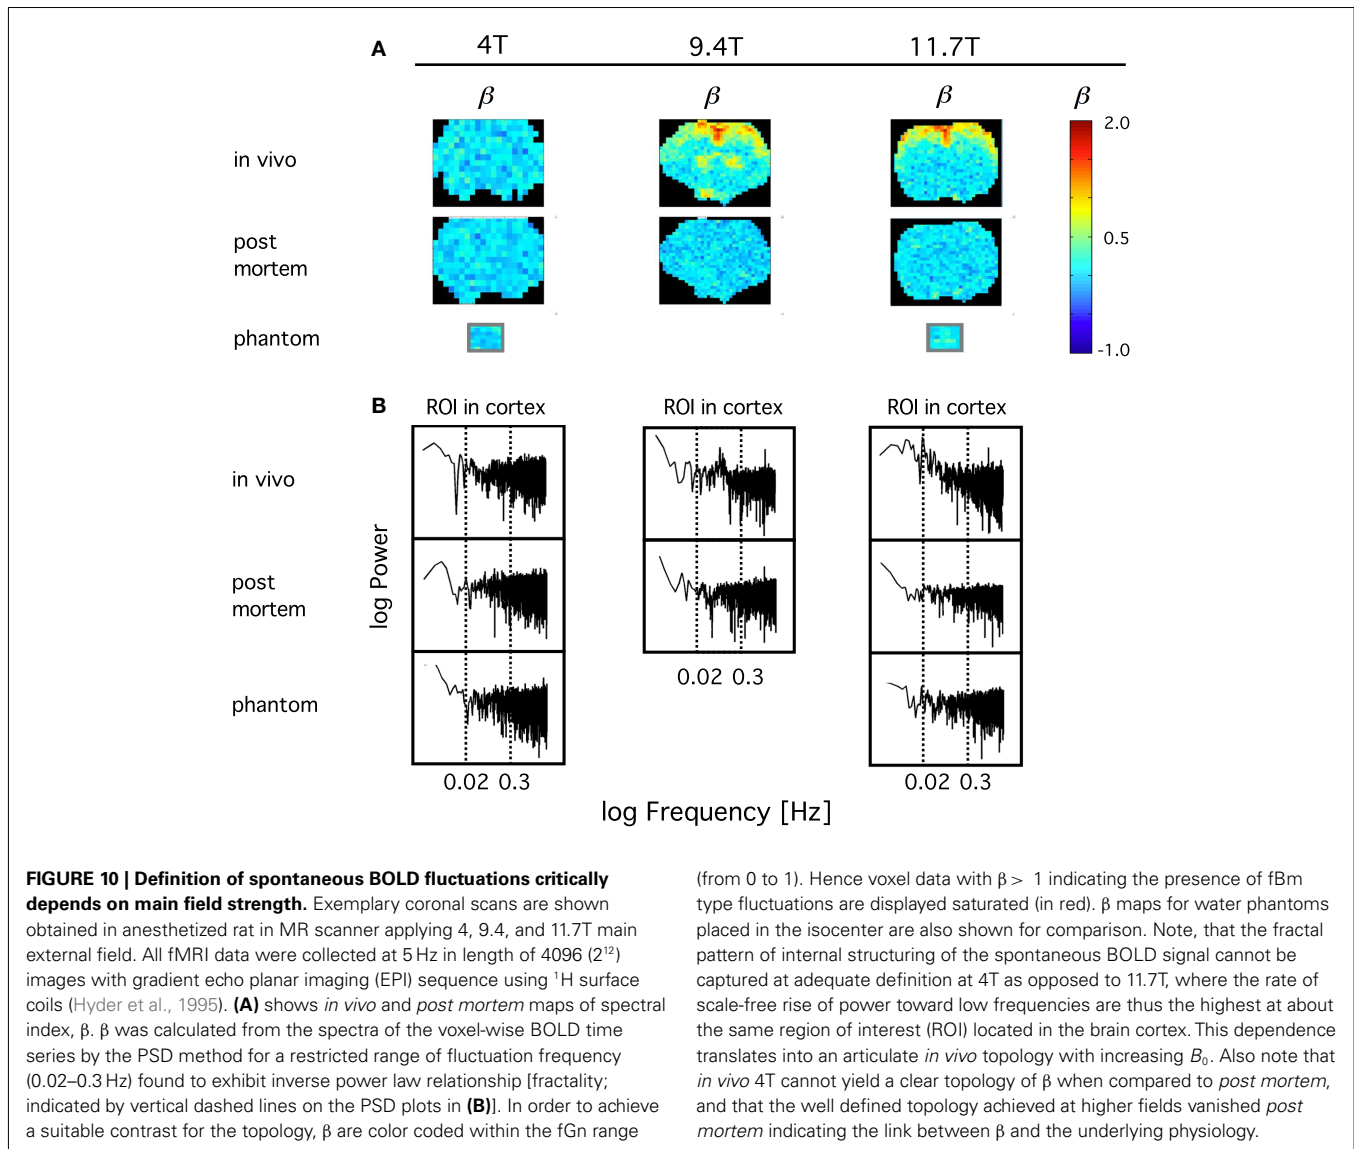 A 4T 9.4T 11.7T
β β β β
in vivo
post
mortem
phantom
2.0
0.5
-1.0
B ROI in cortex ROI in cortex ROI in cortex
in vivo
post
mortem
phantom
log Power
0.02 0.3
0.02 0.3
0.02 0.3
log Frequency [Hz]
FIGURE 10 | Definition of spontaneous BOLD fluctuations critically
depends on main field strength. Exemplary coronal scans are shown
obtained in anesthetized rat in MR scanner applying 4, 9.4, and 11.7T main
external field. All fMRI data were collected at 5 Hz in length of 4096 (2¹²)
images with gradient echo planar imaging (EPI) sequence using ¹H surface
coils (Hyder et al., 1995). (A) shows in vivo and post mortem maps of spectral
index, β. β was calculated from the spectra of the voxel-wise BOLD time
series by the PSD method for a restricted range of fluctuation frequency
(0.02–0.3 Hz) found to exhibit inverse power law relationship [fractality;
indicated by vertical dashed lines on the PSD plots in (B)]. In order to achieve
a suitable contrast for the topology, β are color coded within the fGn range
(from 0 to 1). Hence voxel data with β > 1 indicating the presence of fBm
type fluctuations are displayed saturated (in red). β maps for water phantoms
placed in the isocenter are also shown for comparison. Note, that the fractal
pattern of internal structuring of the spontaneous BOLD signal cannot be
captured at adequate definition at 4T as opposed to 11.7T, where the rate of
scale-free rise of power toward low frequencies are thus the highest at about
the same region of interest (ROI) located in the brain cortex. This dependence
translates into an articulate in vivo topology with increasing B₀. Also note that
in vivo 4T cannot yield a clear topology of β when compared to post mortem,
and that the well defined topology achieved at higher fields vanished post
mortem indicating the link between β and the underlying physiology.